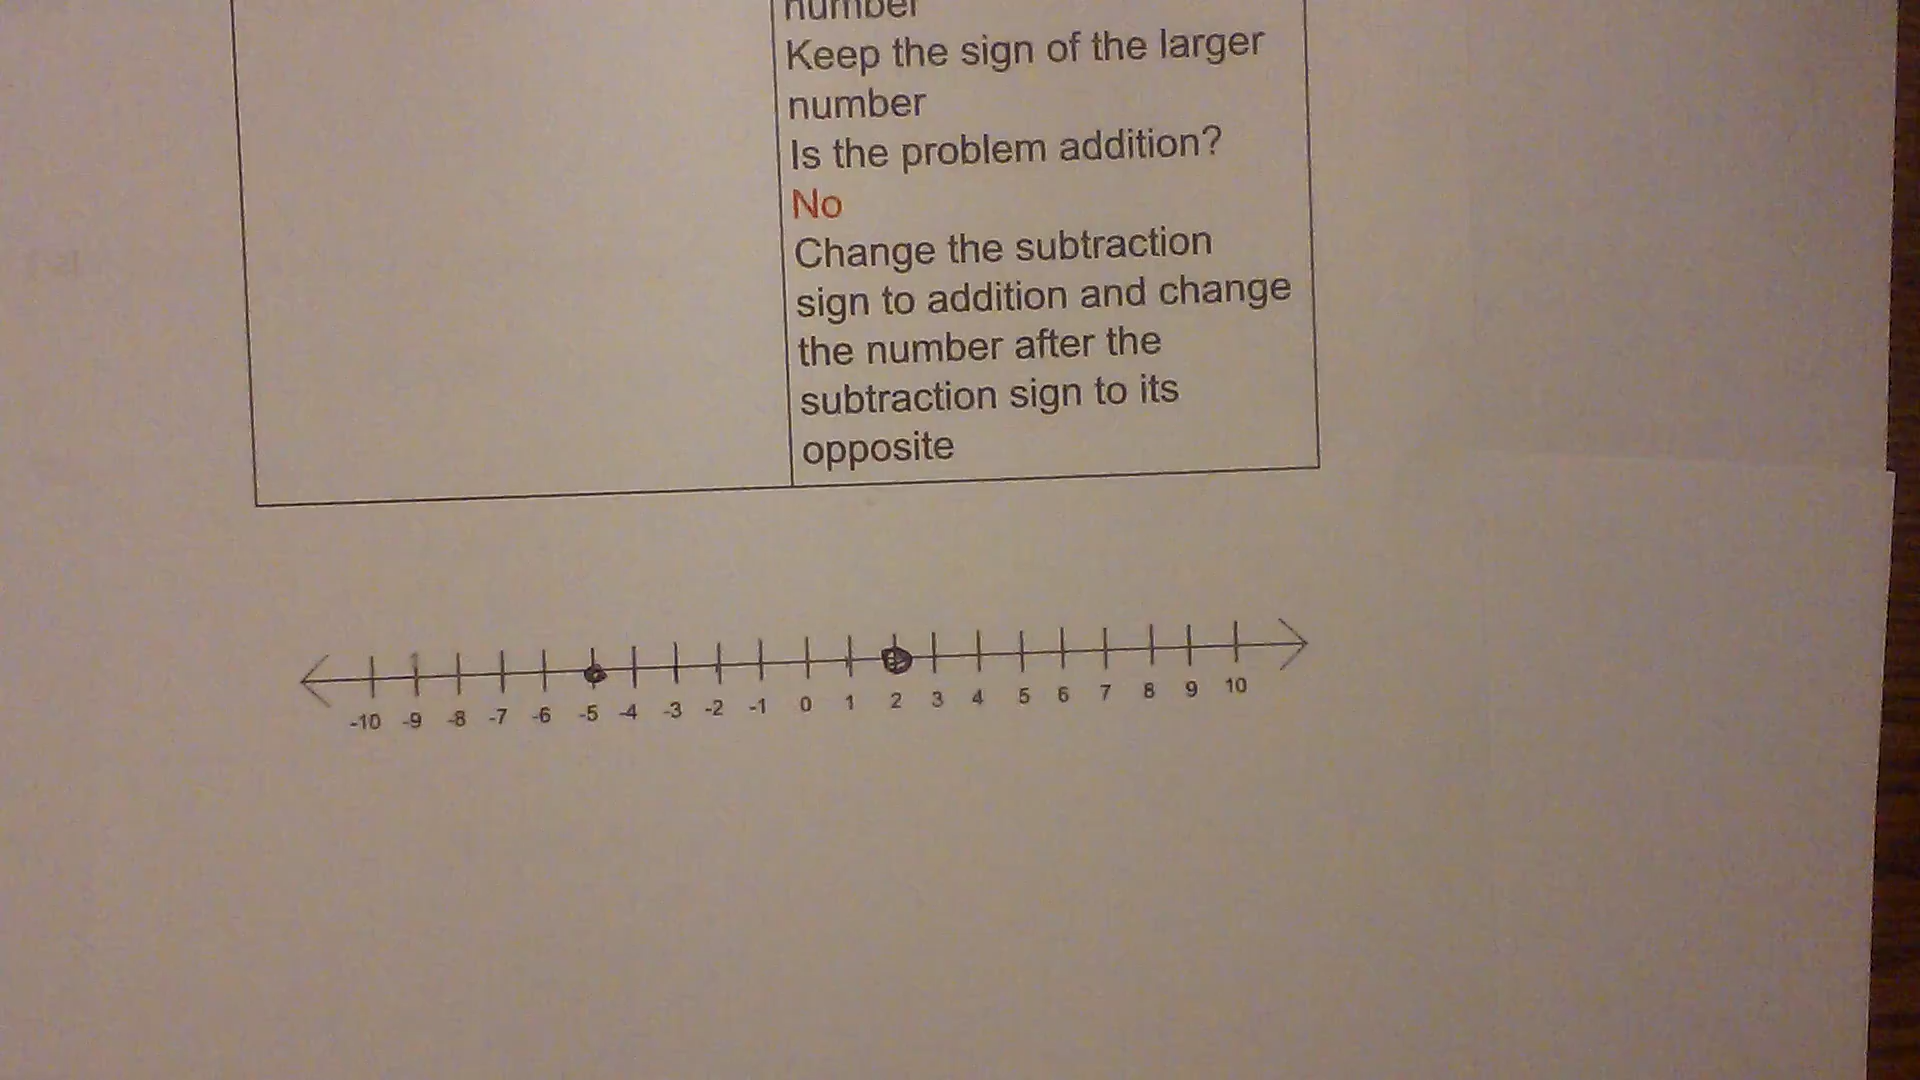 number
Keep the sign of the larger
number
Is the problem addition?
No
Change the subtraction
sign to addition and change
the number after the
subtraction sign to its
opposite
-10 -9 -8 -7 -6 -5 -4 -3 -2 -1 0 1 2 3 4 5 6 7 8 9 10